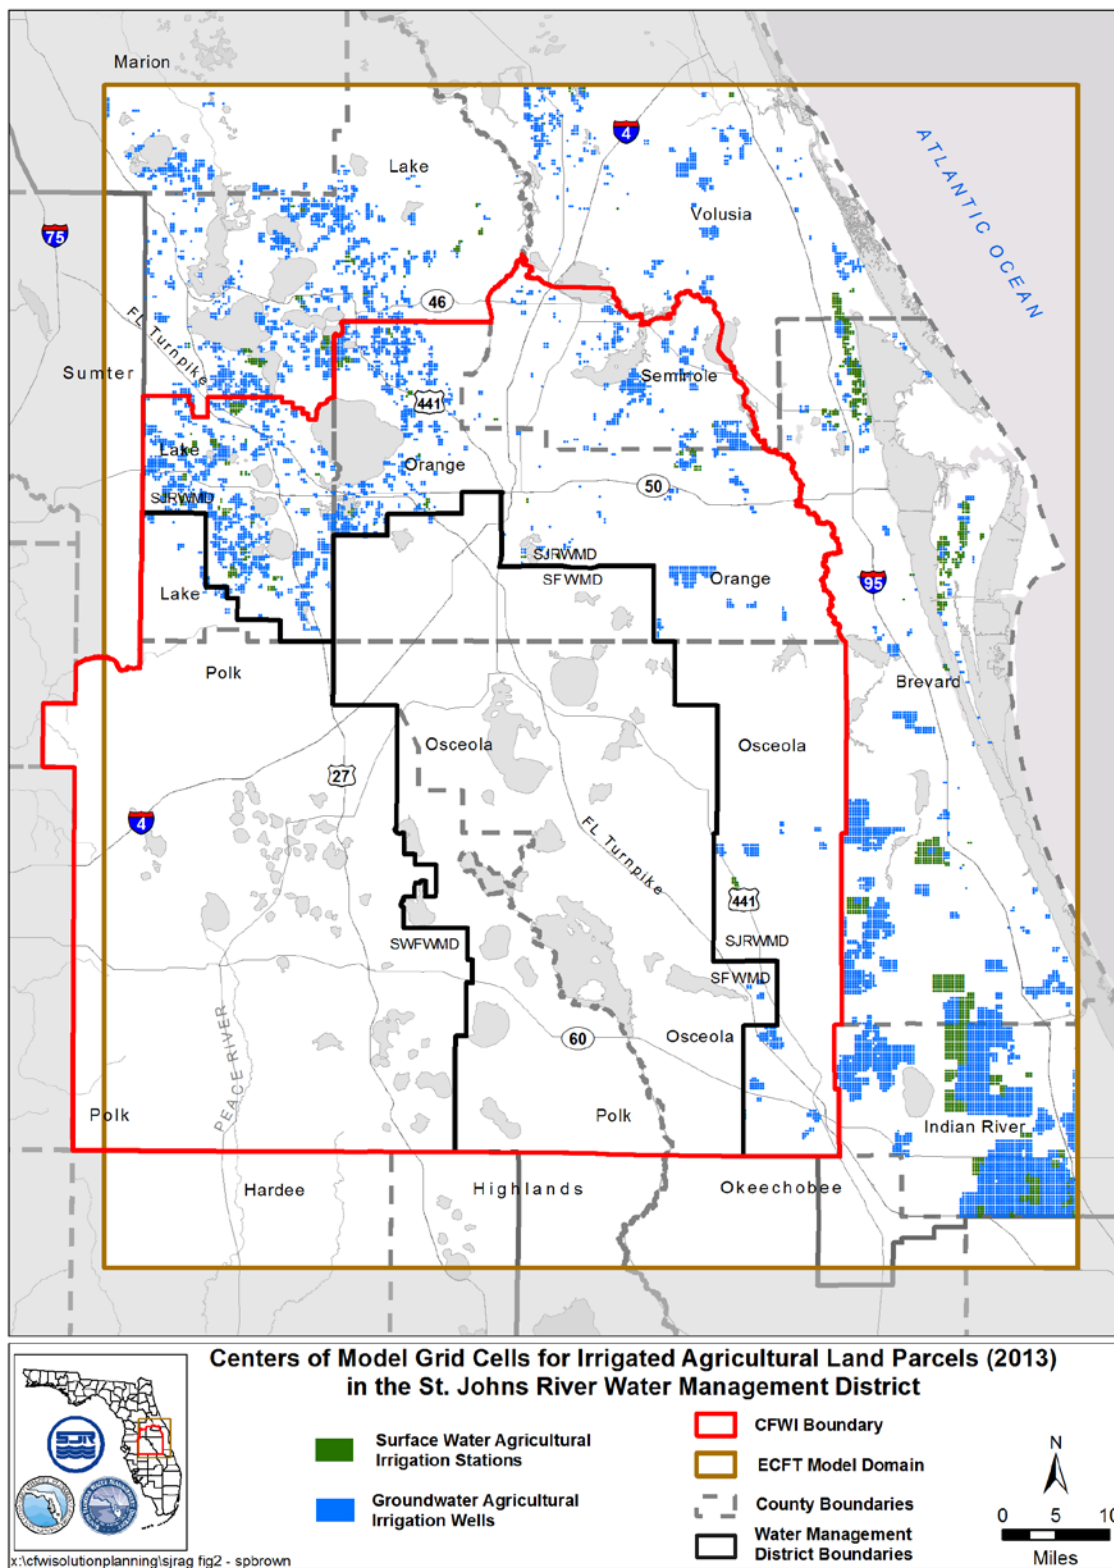 Marion
4
Lake
ATLANTIC OCEAN
Volusia
75
46
FL Turnpike
Sumter
Seminole
441
Lake
Orange
SJRWMD
50
SJRWMD
SFWMD
Orange
95
Lake
Polk
Brevard
Osceola
Osceola
27
4
FL Turnpike
441
SWFWMD
SJRWMD
SFWMD
PEACE RIVER
60
Osceola
Polk
Polk
Indian River
Hardee
Highlands
Okeechobee
Centers of Model Grid Cells for Irrigated Agricultural Land Parcels (2013)
in the St. Johns River Water Management District
SJR
Surface Water Agricultural
Irrigation Stations
Groundwater Agricultural
Irrigation Wells
CFWI Boundary
ECFT Model Domain
County Boundaries
Water Management
District Boundaries
N
0 5 10
Miles
x:\cfwisolutionplanning\sjrag fig2 - spbrown